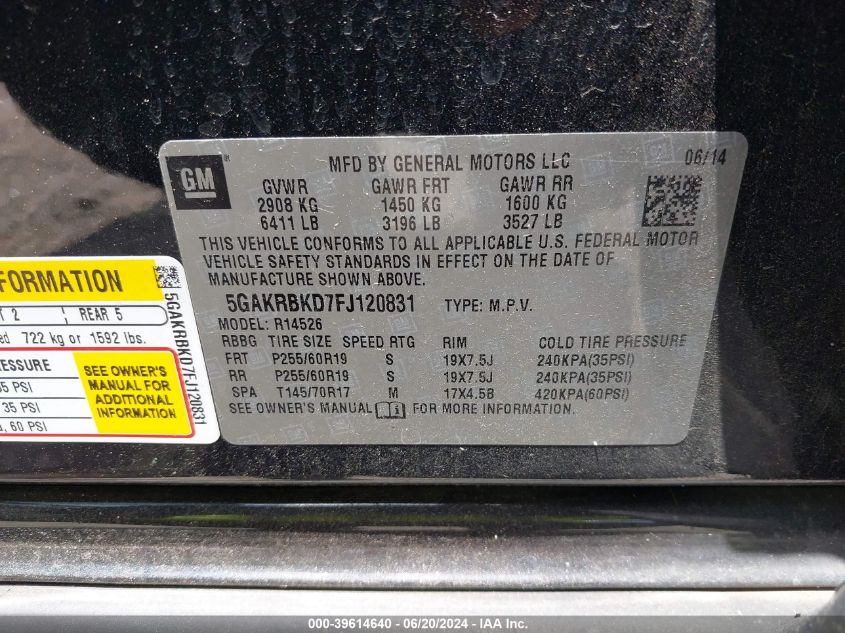 GM
MFD BY GENERAL MOTORS LLC 06/14
GVWR GAWR FRT GAWR RR
2908 KG 1450 KG 1600 KG
6411 LB 3196 LB 3527 LB
THIS VEHICLE CONFORMS TO ALL APPLICABLE U.S. FEDERAL MOTOR
VEHICLE SAFETY STANDARDS IN EFFECT ON THE DATE OF
MANUFACTURE SHOWN ABOVE.
5GAKRBKD7FJ120831 TYPE: M.P.V.
MODEL: R14526
RBBG TIRE SIZE SPEED RTG RIM COLD TIRE PRESSURE
FRT P255/60R19 S 19X7.5J 240KPA(35PSI)
RR P255/60R19 S 19X7.5J 240KPA(35PSI)
SPA T145/70R17 M 17X4.5B 420KPA(60PSI)
SEE OWNER'S MANUAL FOR MORE INFORMATION.
FORMATION
T 2 REAR 5
ed 722 kg or 1592 lbs.
RESSURE
35 PSI
35 PSI
, 60 PSI
SEE OWNER'S
MANUAL FOR
ADDITIONAL
INFORMATION
5GAKRBKD7FJ120831
000-39614640 - 06/20/2024 - IAA, Inc.